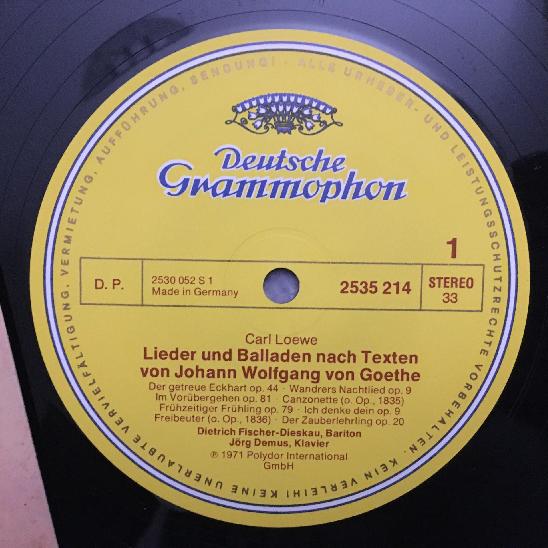 Deutsche
Grammophon
1
D. P.
2530 052 S 1
Made in Germany
2535 214
STEREO
33
Carl Loewe
Lieder und Balladen nach Texten
von Johann Wolfgang von Goethe
Der getreue Eckhart op. 44 · Wandrers Nachtlied op. 9
Im Vorübergehen op. 81 · Canzonette (o. Op., 1835)
Frühzeitiger Frühling op. 79 · Ich denke dein op. 9
Freibeuter (o. Op., 1836) · Der Zauberlehrling op. 20
Dietrich Fischer-Dieskau, Bariton
Jörg Demus, Klavier
℗ 1971 Polydor International
GmbH
ALLE URHEBER- UND LEISTUNGSSCHUTZRECHTE VORBEHALTEN. KEIN VERLEIH! KEINE UNERLAUBTE VERVIELFÄLTIGUNG, VERMIETUNG, AUFFÜHRUNG, SENDUNG! ·